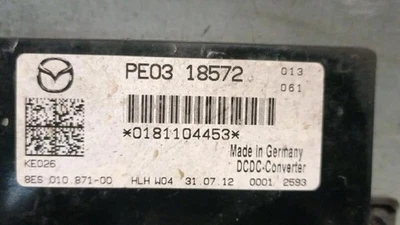 PE03 18572
013
061
*0181104453*
Made in Germany
DCDC-Converter
KE026
8ES 010 871-00 HLH W04 31.07.12 0001 2593